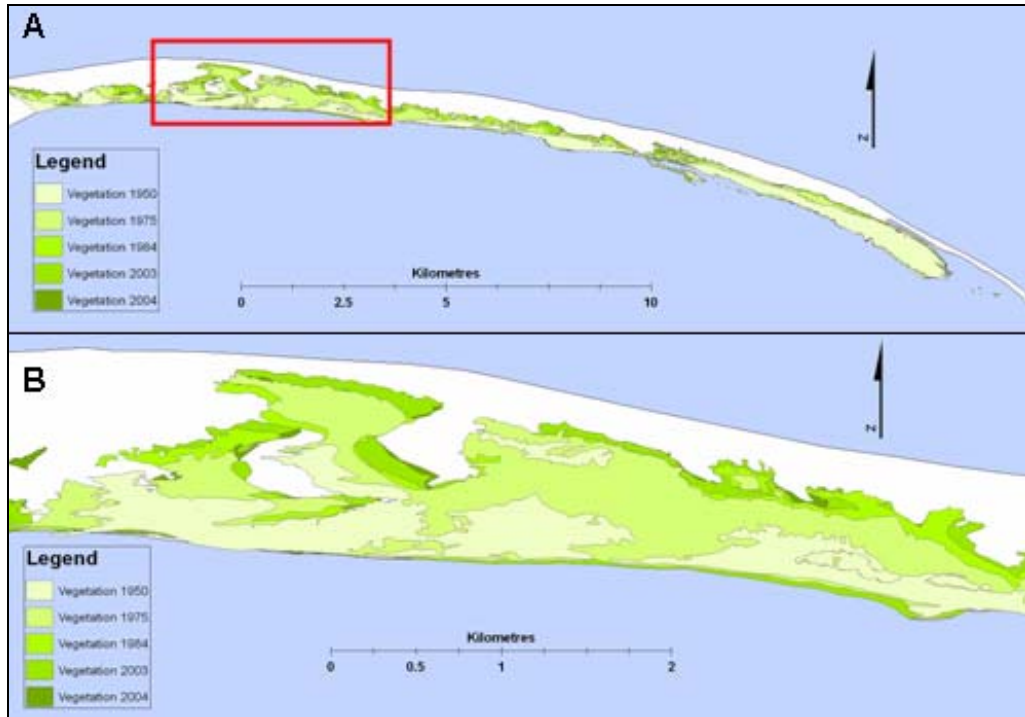 A
N
Legend
Vegetation 1950
Vegetation 1975
Vegetation 1984
Vegetation 2003
Vegetation 2004
Kilometres
0 2.5 5 10
B
N
Legend
Vegetation 1950
Vegetation 1975
Vegetation 1984
Vegetation 2003
Vegetation 2004
Kilometres
0 0.5 1 2